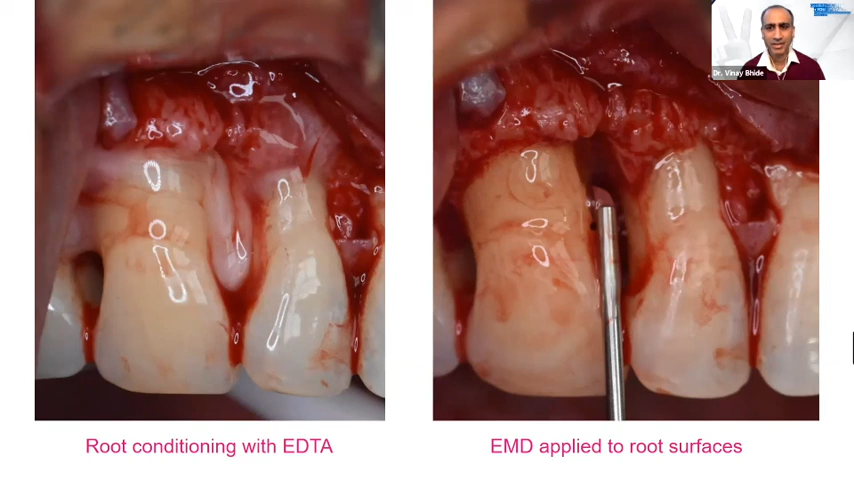 Dr. Vinay Bhide
Root conditioning with EDTA
EMD applied to root surfaces